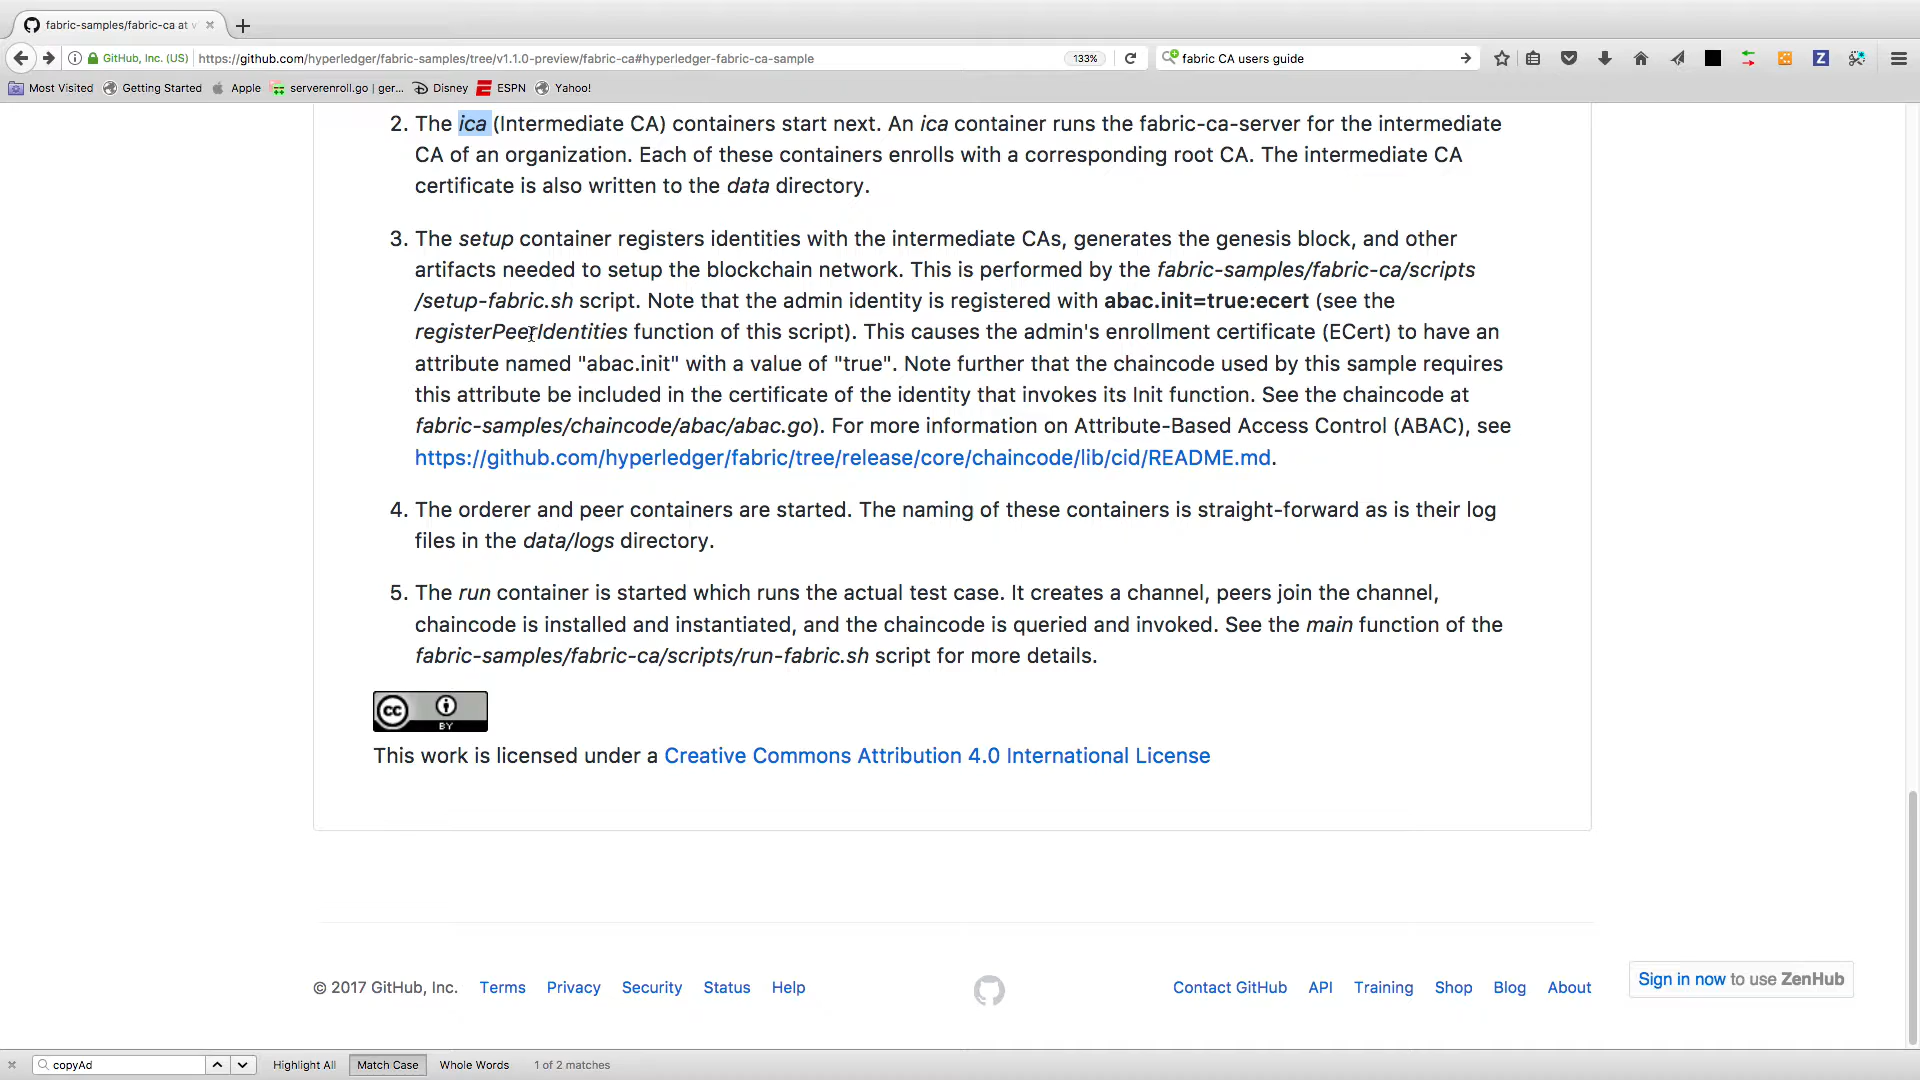 fabric-samples/fabric-ca at v
GitHub, Inc. (US)
https://github.com/hyperledger/fabric-samples/tree/v1.1.0-preview/fabric-ca#hyperledger-fabric-ca-sample
133%
fabric CA users guide
Most Visited
Getting Started
Apple
serverenroll.go | ger...
Disney
ESPN
Yahoo!
2. The ica (Intermediate CA) containers start next. An ica container runs the fabric-ca-server for the intermediate
CA of an organization. Each of these containers enrolls with a corresponding root CA. The intermediate CA
certificate is also written to the data directory.
3. The setup container registers identities with the intermediate CAs, generates the genesis block, and other
artifacts needed to setup the blockchain network. This is performed by the fabric-samples/fabric-ca/scripts
/setup-fabric.sh script. Note that the admin identity is registered with abac.init=true:ecert (see the
registerPeerIdentities function of this script). This causes the admin's enrollment certificate (ECert) to have an
attribute named "abac.init" with a value of "true". Note further that the chaincode used by this sample requires
this attribute be included in the certificate of the identity that invokes its Init function. See the chaincode at
fabric-samples/chaincode/abac/abac.go). For more information on Attribute-Based Access Control (ABAC), see
https://github.com/hyperledger/fabric/tree/release/core/chaincode/lib/cid/README.md.
4. The orderer and peer containers are started. The naming of these containers is straight-forward as is their log
files in the data/logs directory.
5. The run container is started which runs the actual test case. It creates a channel, peers join the channel,
chaincode is installed and instantiated, and the chaincode is queried and invoked. See the main function of the
fabric-samples/fabric-ca/scripts/run-fabric.sh script for more details.
cc
BY
This work is licensed under a Creative Commons Attribution 4.0 International License
© 2017 GitHub, Inc.
Terms
Privacy
Security
Status
Help
Contact GitHub
API
Training
Shop
Blog
About
Sign in now to use ZenHub
copyAd
Highlight All
Match Case
Whole Words
1 of 2 matches